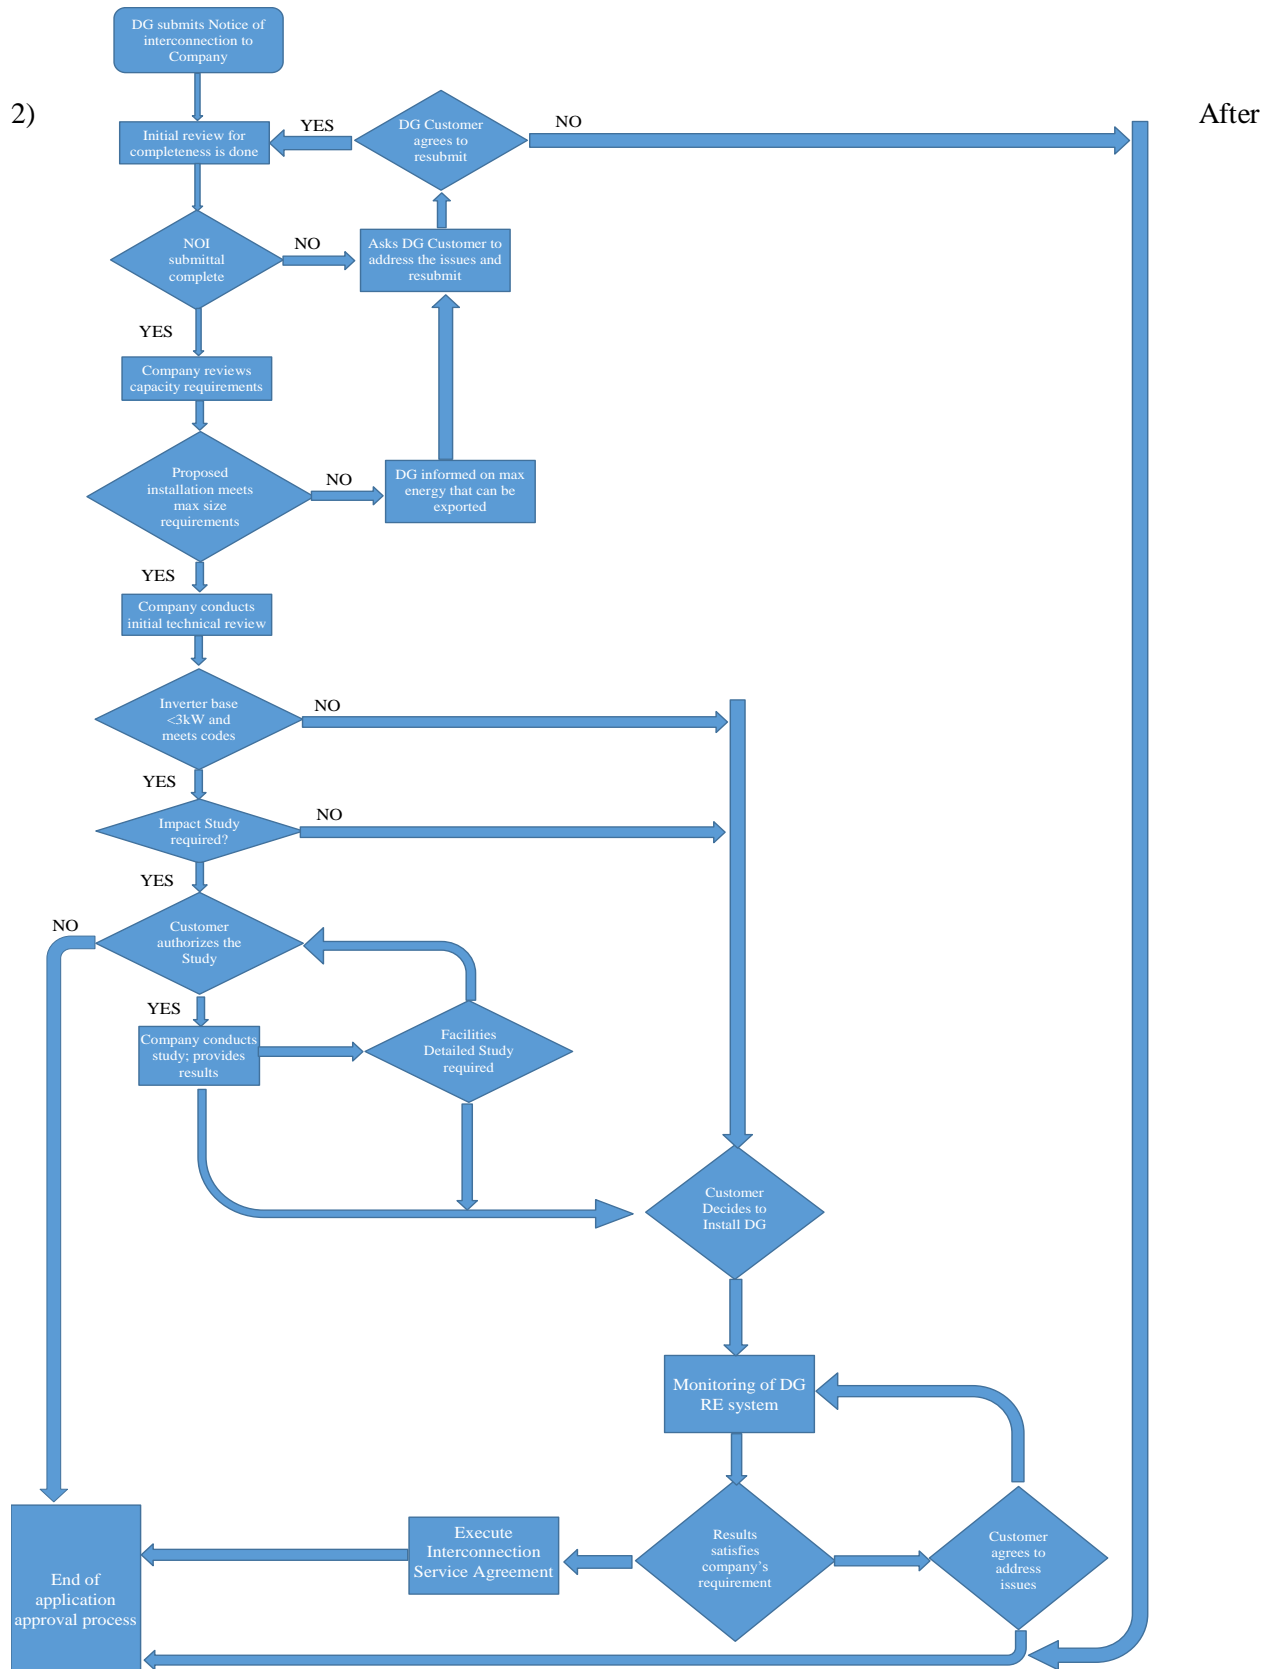 DG submits Notice of
interconnection to
Company
2)
After
Initial review for
completeness is done
YES
DG Customer
agrees to
resubmit
NO
NOI
submittal
complete
NO
Asks DG Customer to
address the issues and
resubmit
YES
Company reviews
capacity requirements
Proposed
installation meets
max size
requirements
NO
DG informed on max
energy that can be
exported
YES
Company conducts
initial technical review
Inverter base
<3kW and
meets codes
NO
YES
Impact Study
required?
NO
YES
NO
Customer
authorizes the
Study
YES
Company conducts
study; provides
results
Facilities
Detailed Study
required
Customer
Decides to
Install DG
Monitoring of DG
RE system
Results
satisfies
company’s
requirement
Customer
agrees to
address
issues
Execute
Interconnection
Service Agreement
End of
application
approval process